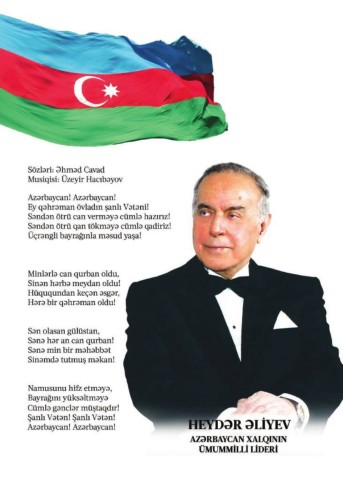 Sözləri: Əhməd Cavad
Musiqisi: Üzeyir Hacıbəyov
Azərbaycan! Azərbaycan!
Ey qəhrəman övladın şanlı Vətəni!
Səndən ötrü can verməyə cümlə hazırız!
Səndən ötrü qan tökməyə cümlə qadiriz!
Üçrəngli bayrağınla məsud yaşa!
Minlərlə can qurban oldu,
Sinən hərbə meydan oldu!
Hüququndan keçən əsgər,
Hərə bir qəhrəman oldu!
Sən olasan gülüstan,
Sənə hər an can qurban!
Sənə min bir məhəbbət
Sinəmdə tutmuş məkan!
Namusunu hifz etməyə,
Bayrağını yüksəltməyə
Cümlə gənclər müştaqdır!
Şanlı Vətən! Şanlı Vətən!
Azərbaycan! Azərbaycan!
HEYDƏR ƏLİYEV
AZƏRBAYCAN XALQININ
ÜMUMMİLLİ LİDERİ